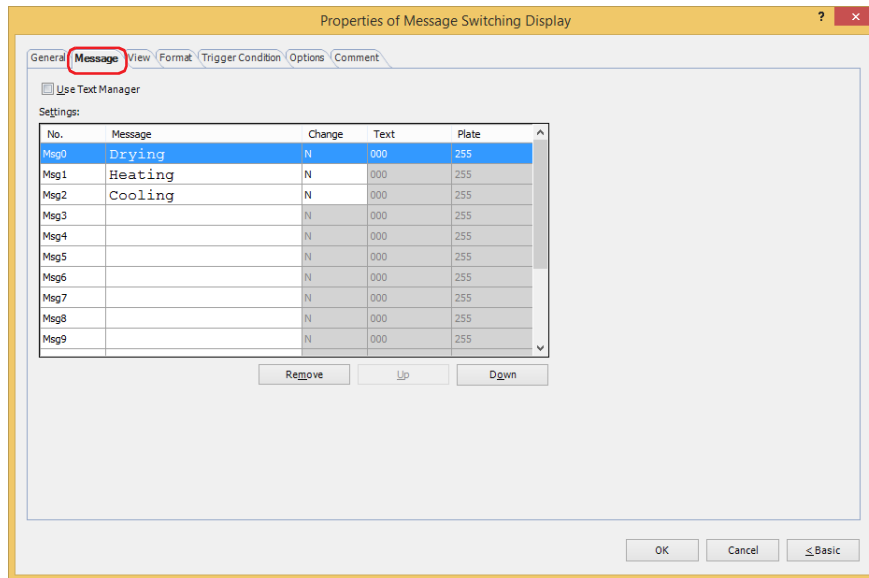 Properties of Message Switching Display ? ×
General Message View Format Trigger Condition Options Comment
Use Text Manager
Settings:
No. Message Change Text Plate
Msg0 Drying N 000 255
Msg1 Heating N 000 255
Msg2 Cooling N 000 255
Msg3 N 000 255
Msg4 N 000 255
Msg5 N 000 255
Msg6 N 000 255
Msg7 N 000 255
Msg8 N 000 255
Msg9 N 000 255
Remove Up Down
OK Cancel < Basic